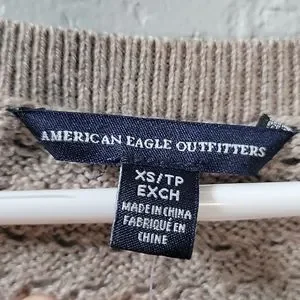 AMERICAN EAGLE OUTFITTERS
XS/TP
EXCH
MADE IN CHINA
FABRIQUÉ EN
CHINE